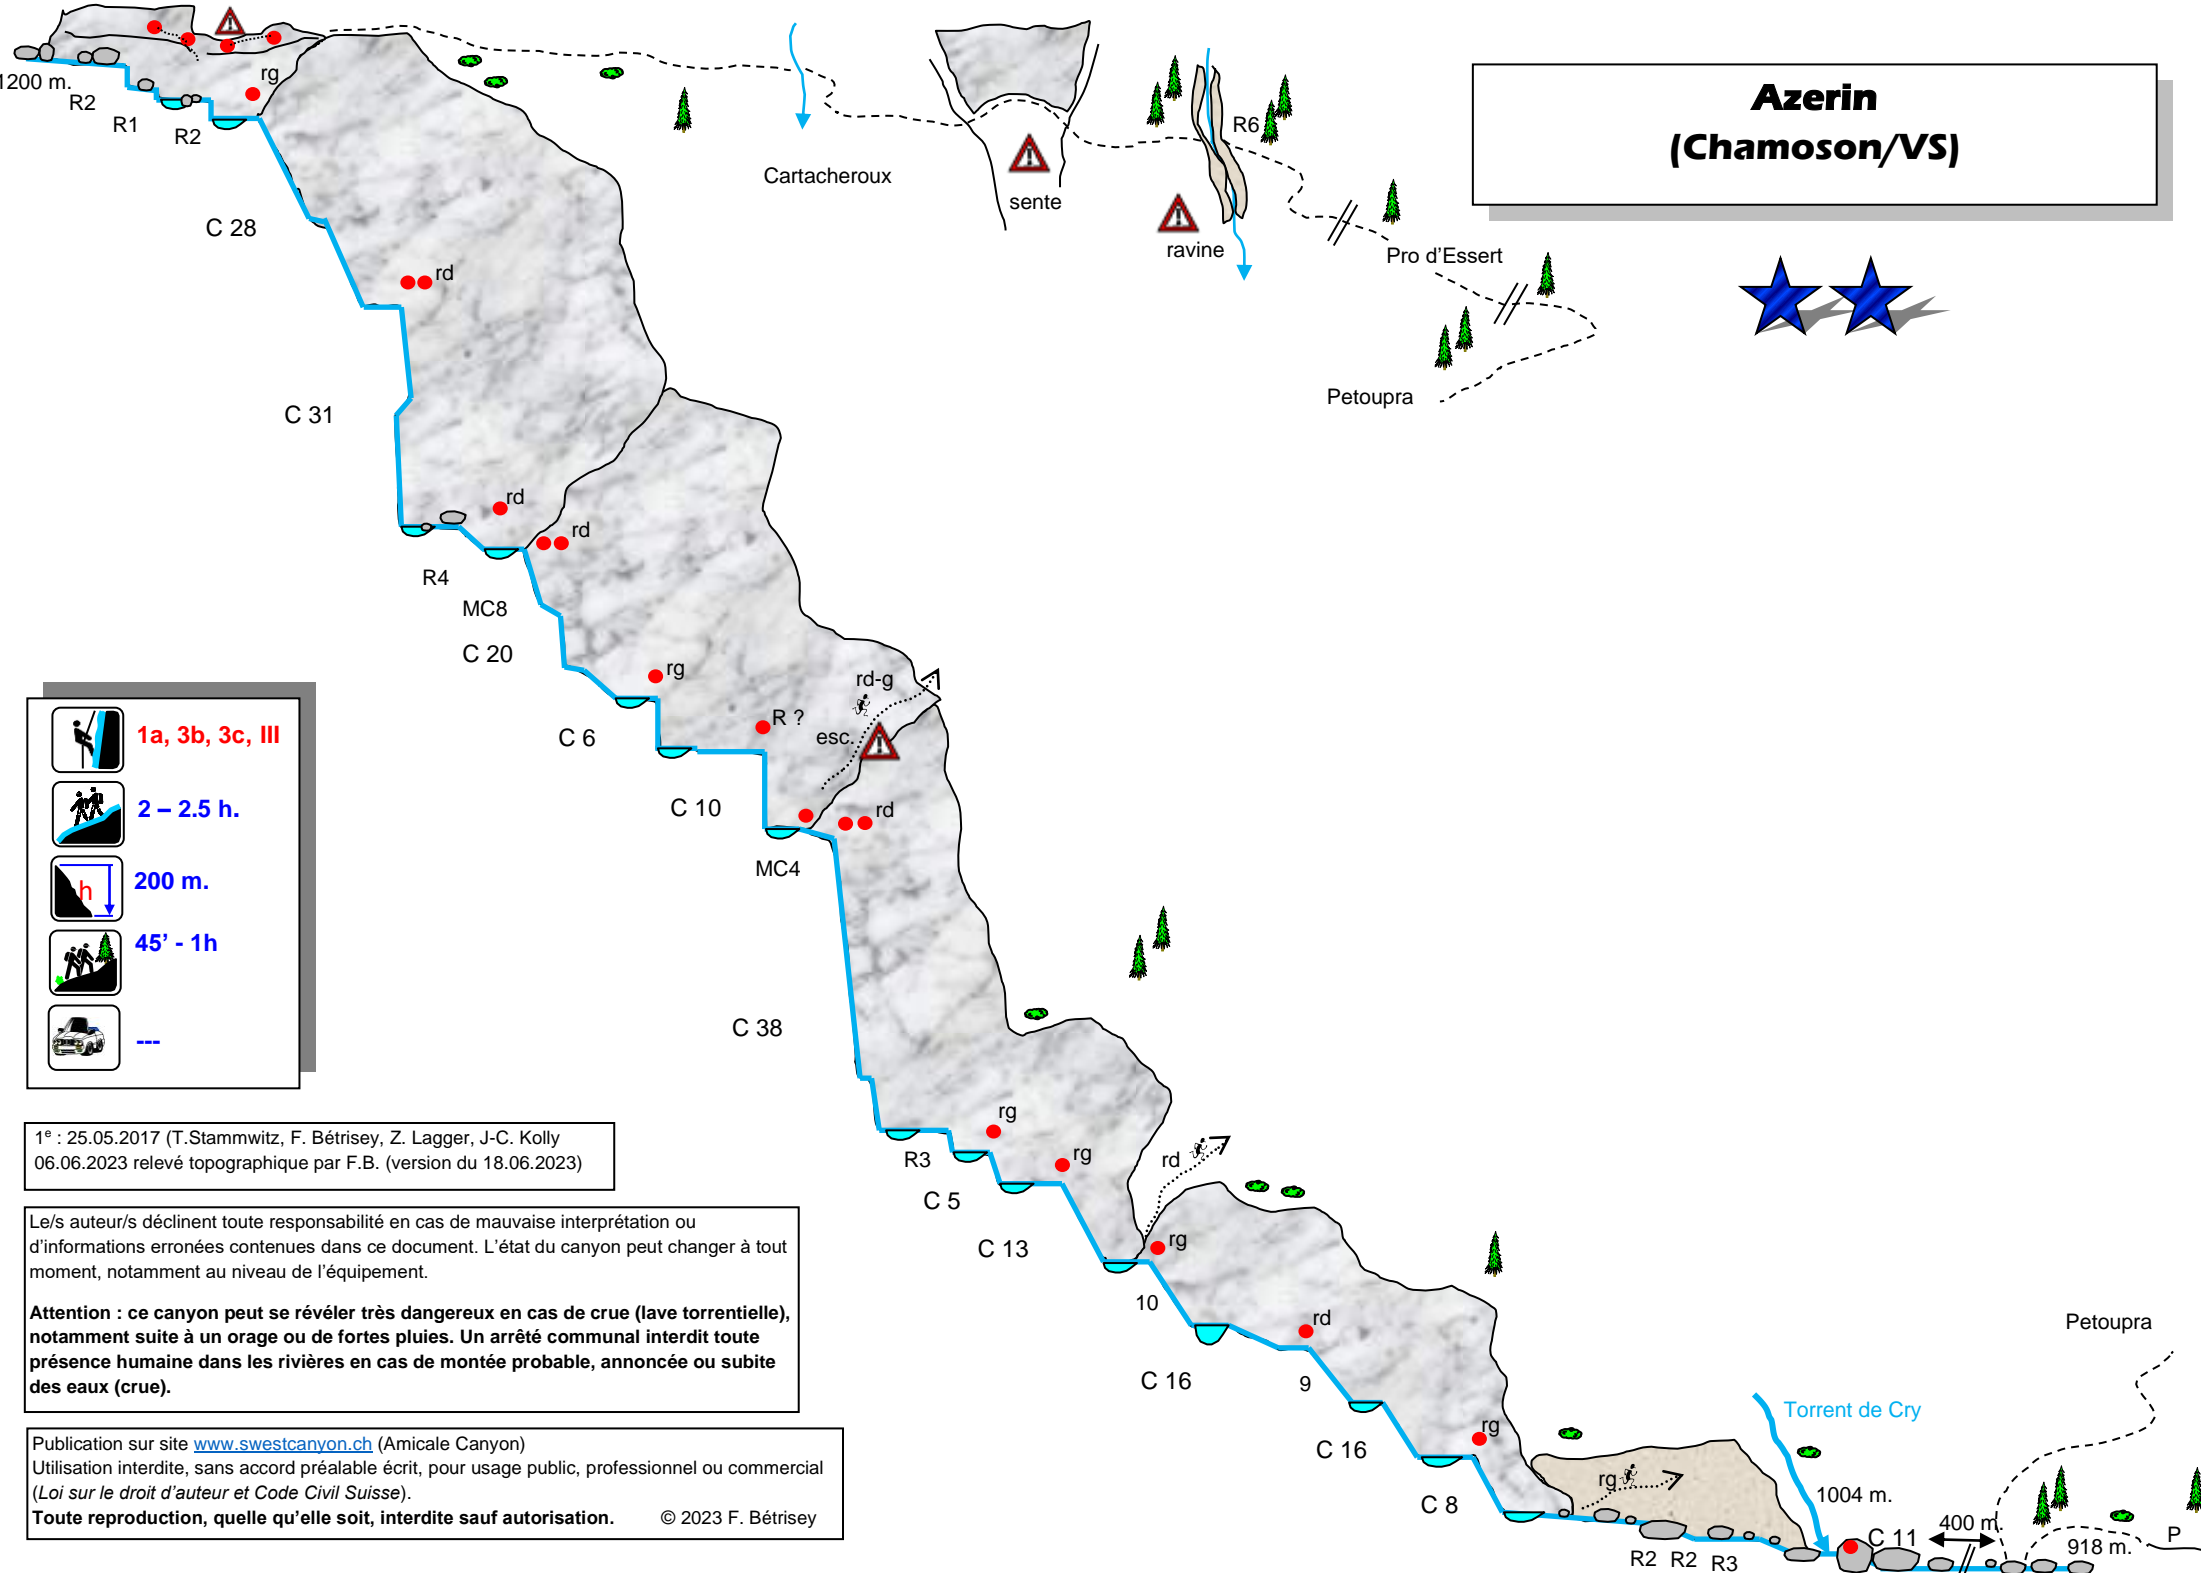 Azerin
(Chamoson/VS)
1200 m.
R2
R1
R2
rg
C 28
rd
C 31
rd
R4
rd
MC8
C 20
rg
C 6
R ?
rd-g
esc.
C 10
rd
MC4
C 38
rg
R3
rg
C 5
rd
C 13
rg
10
rd
C 16
9
rg
C 16
C 8
rg
R2 R2 R3
Cartacheroux
sente
R6
ravine
Pro d'Essert
Petoupra
Petoupra
Torrent de Cry
1004 m.
C 11
400 m.
918 m.
P
1a, 3b, 3c, III
2 – 2.5 h.
h
200 m.
45' - 1h
---
1e : 25.05.2017 (T.Stammwitz, F. Bétrisey, Z. Lagger, J-C. Kolly
06.06.2023 relevé topographique par F.B. (version du 18.06.2023)
Le/s auteur/s déclinent toute responsabilité en cas de mauvaise interprétation ou
d'informations erronées contenues dans ce document. L'état du canyon peut changer à tout
moment, notamment au niveau de l'équipement.
Attention : ce canyon peut se révéler très dangereux en cas de crue (lave torrentielle),
notamment suite à un orage ou de fortes pluies. Un arrêté communal interdit toute
présence humaine dans les rivières en cas de montée probable, annoncée ou subite
des eaux (crue).
Publication sur site www.swestcanyon.ch (Amicale Canyon)
Utilisation interdite, sans accord préalable écrit, pour usage public, professionnel ou commercial
(Loi sur le droit d'auteur et Code Civil Suisse).
Toute reproduction, quelle qu'elle soit, interdite sauf autorisation. © 2023 F. Bétrisey